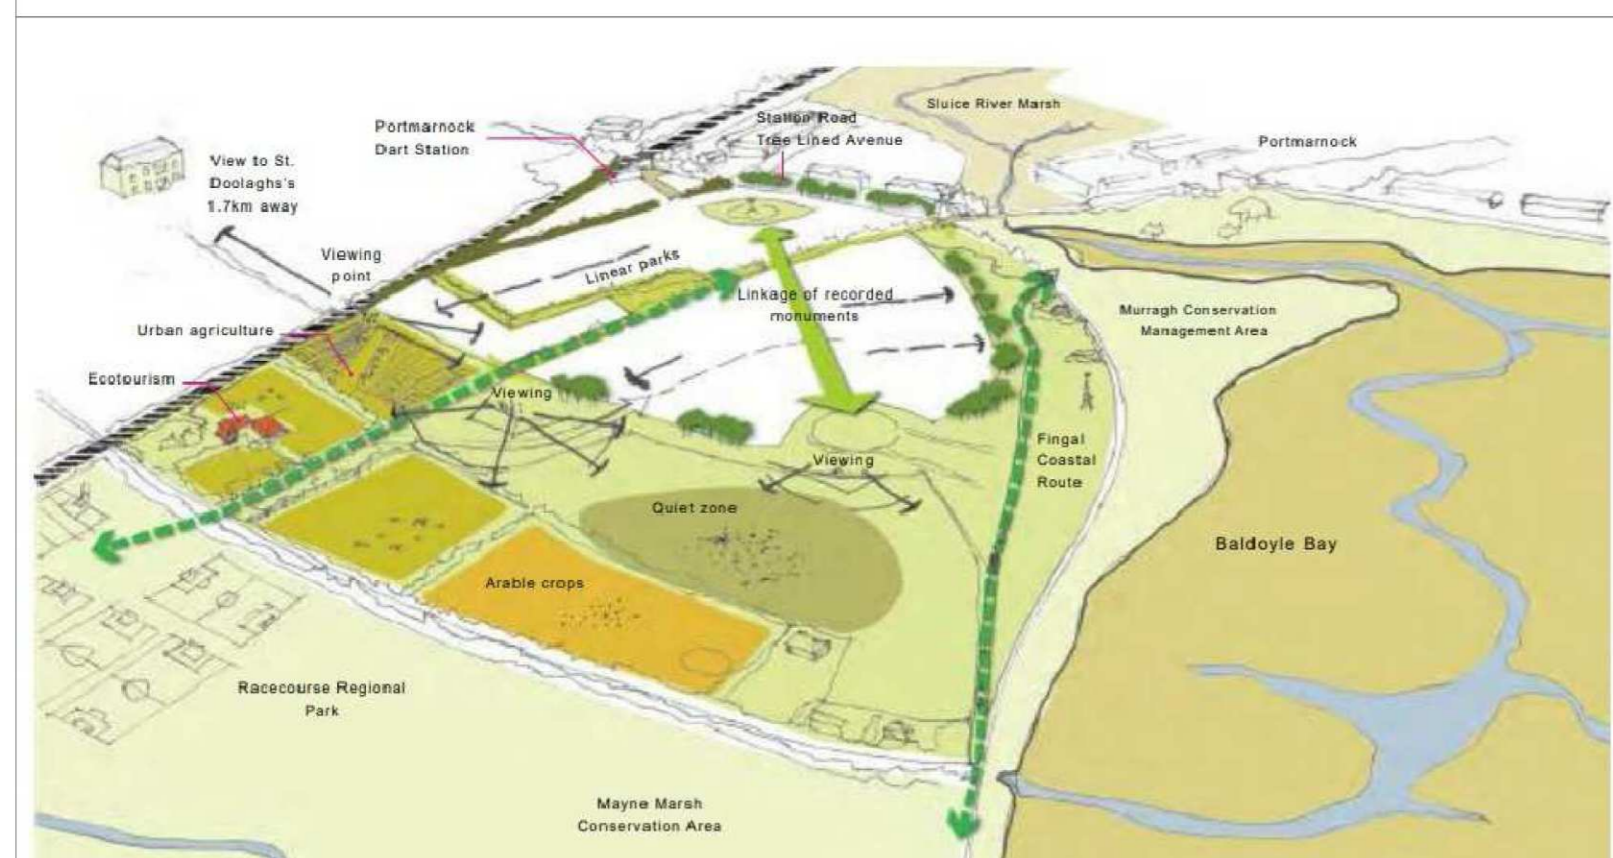 Sluice River Marsh
Portmarnock
Dart Station
Station Road
Tree Lined Avenue
Portmarnock
View to St.
Doolaghs's
1.7km away
Viewing
point
Linear parks
Linkage of recorded
monuments
Murragh Conservation
Management Area
Urban agriculture
Ecotourism
Viewing
Fingal
Coastal
Route
Viewing
Quiet zone
Baldoyle Bay
Arable crops
Racecourse Regional
Park
Mayne Marsh
Conservation Area